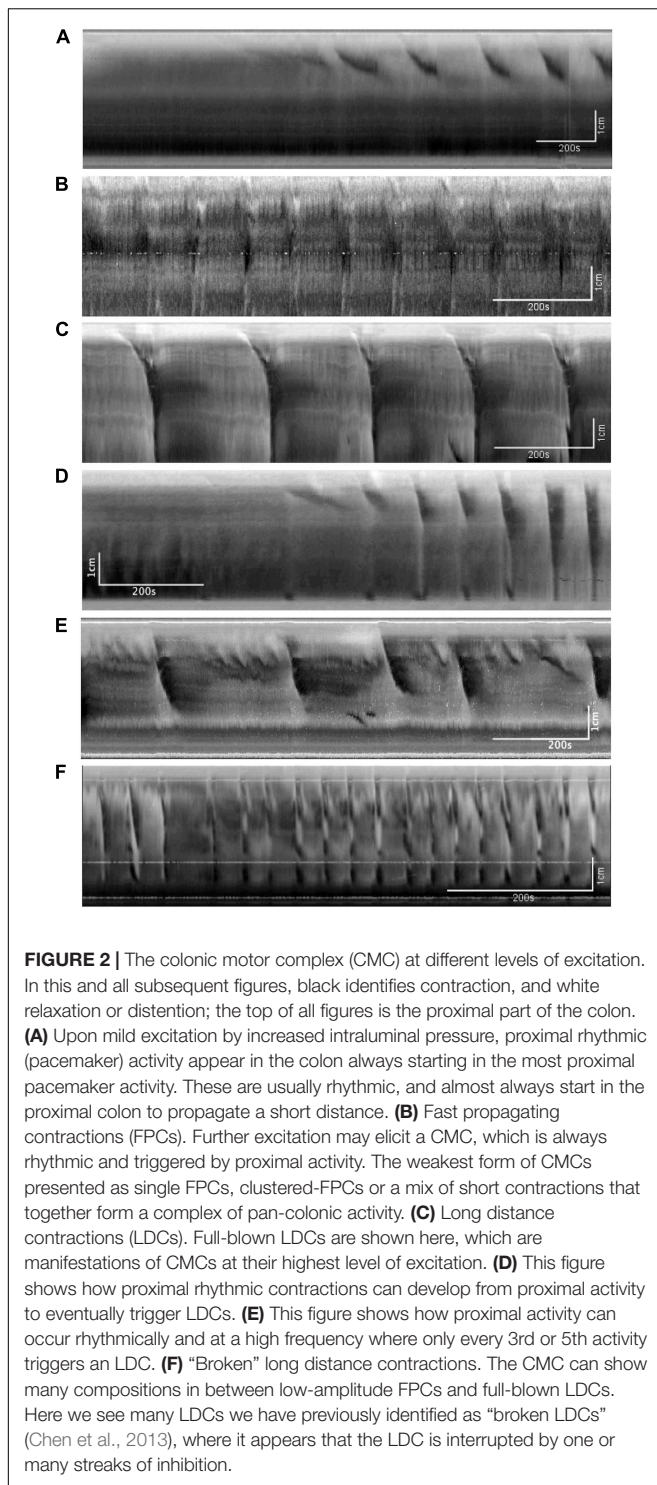 A
1cm
200s
B
1cm
200s
C
1cm
200s
D
1cm
200s
E
1cm
200s
F
1cm
200s
FIGURE 2 | The colonic motor complex (CMC) at different levels of excitation.
In this and all subsequent figures, black identifies contraction, and white
relaxation or distention; the top of all figures is the proximal part of the colon.
(A) Upon mild excitation by increased intraluminal pressure, proximal rhythmic
(pacemaker) activity appear in the colon always starting in the most proximal
pacemaker activity. These are usually rhythmic, and almost always start in the
proximal colon to propagate a short distance. (B) Fast propagating
contractions (FPCs). Further excitation may elicit a CMC, which is always
rhythmic and triggered by proximal activity. The weakest form of CMCs
presented as single FPCs, clustered-FPCs or a mix of short contractions that
together form a complex of pan-colonic activity. (C) Long distance
contractions (LDCs). Full-blown LDCs are shown here, which are
manifestations of CMCs at their highest level of excitation. (D) This figure
shows how proximal rhythmic contractions can develop from proximal activity
to eventually trigger LDCs. (E) This figure shows how proximal activity can
occur rhythmically and at a high frequency where only every 3rd or 5th activity
triggers an LDC. (F) "Broken" long distance contractions. The CMC can show
many compositions in between low-amplitude FPCs and full-blown LDCs.
Here we see many LDCs we have previously identified as "broken LDCs"
(Chen et al., 2013), where it appears that the LDC is interrupted by one or
many streaks of inhibition.